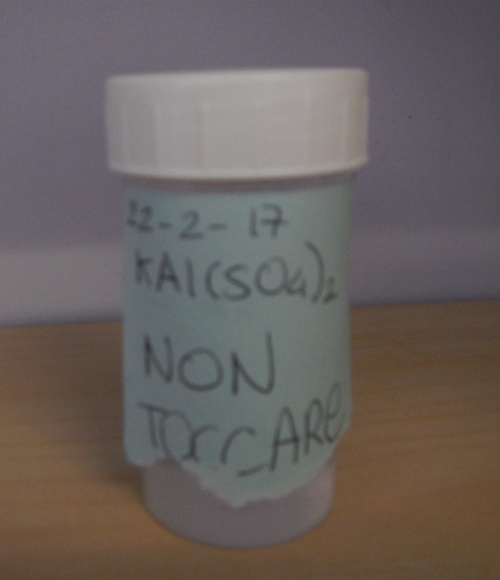 22-2-17
KAl(SO4)2
NON
TOCCARE